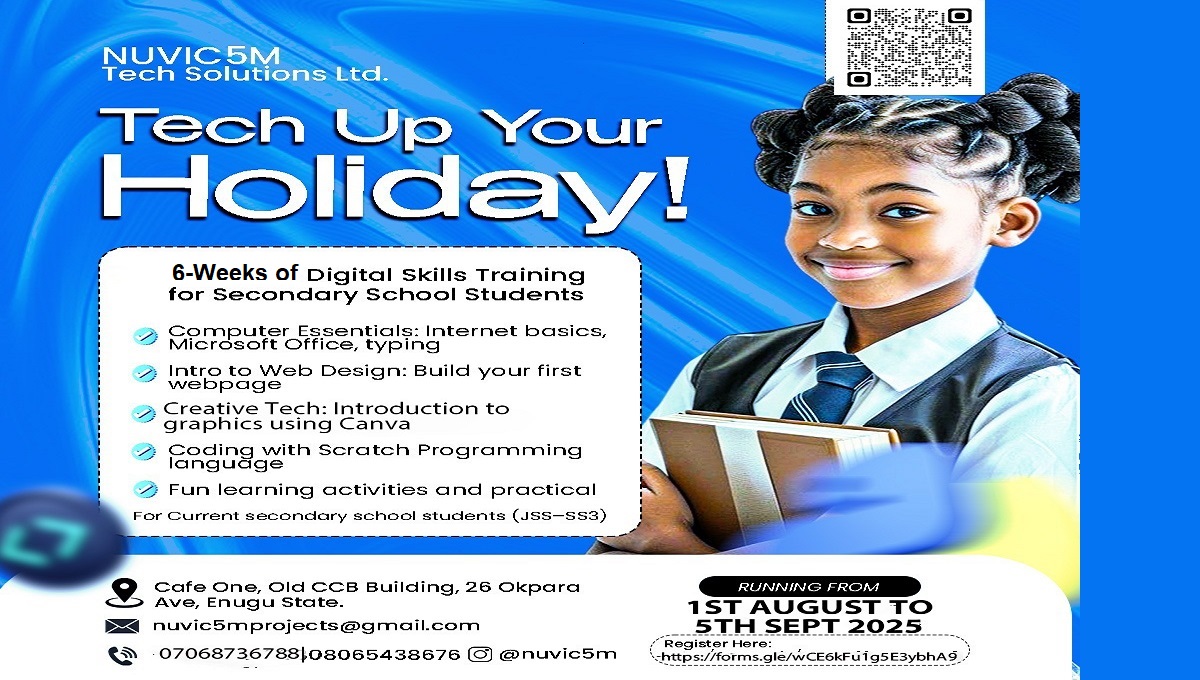 NUVIC5M
Tech Solutions Ltd.
Tech Up Your
Holiday!
6-Weeks of Digital Skills Training
for Secondary School Students
Computer Essentials: Internet basics,
Microsoft Office, typing
Intro to Web Design: Build your first
webpage
Creative Tech: Introduction to
graphics using Canva
Coding with Scratch Programming
language
Fun learning activities and practical
For Current secondary school students (JSS–SS3)
Cafe One, Old CCB Building, 26 Okpara
Ave, Enugu State.
nuvic5mprojects@gmail.com
07068736788|08065438676 @nuvic5m
RUNNING FROM
1ST AUGUST TO
5TH SEPT 2025
Register Here:
https://forms.gle/wCE6kFu1g5E3ybhA9